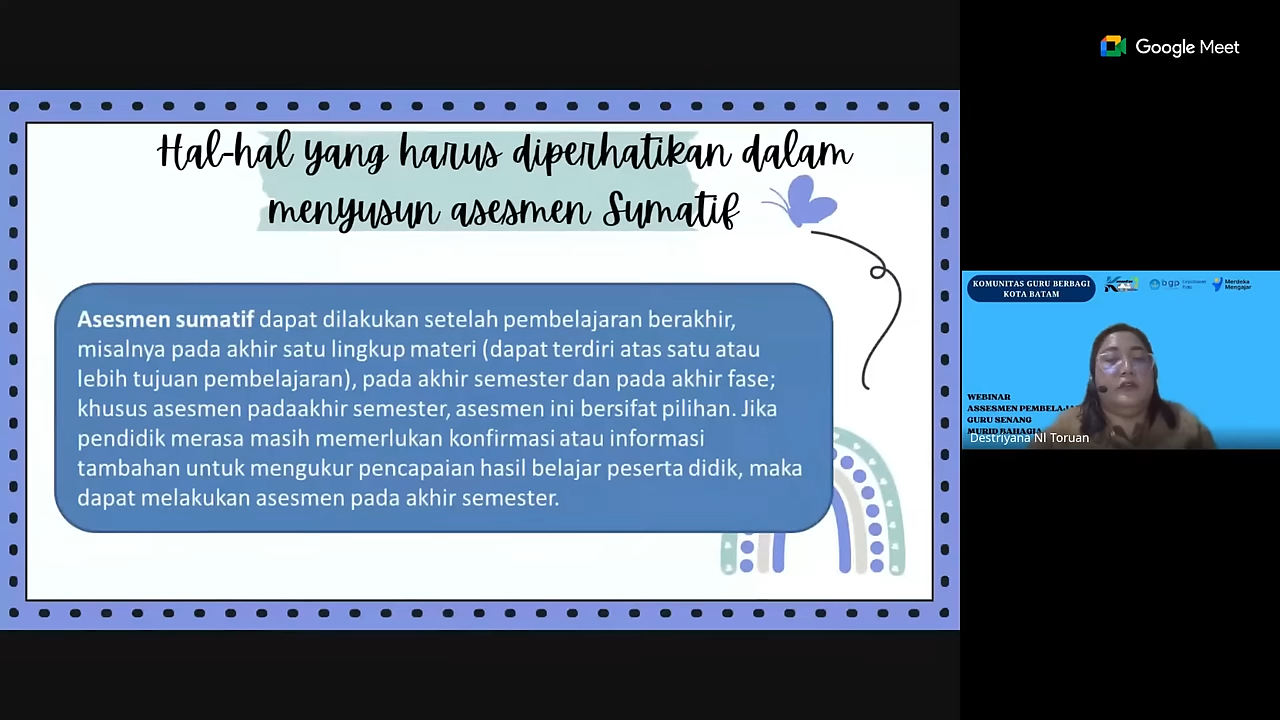 Google Meet
Hal-hal yang harus diperhatikan dalam
menyusun asesmen Sumatif
Asesmen sumatif dapat dilakukan setelah pembelajaran berakhir,
misalnya pada akhir satu lingkup materi (dapat terdiri atas satu atau
lebih tujuan pembelajaran), pada akhir semester dan pada akhir fase;
khusus asesmen padaakhir semester, asesmen ini bersifat pilihan. Jika
pendidik merasa masih memerlukan konfirmasi atau informasi
tambahan untuk mengukur pencapaian hasil belajar peserta didik, maka
dapat melakukan asesmen pada akhir semester.
KOMUNITAS GURU BERBAGI
KOTA BATAM
bgp
Merdeka
Mengajar
WEBINAR
ASSESMEN
GURU SENANG
MURID BAHAGIA
Destriyana NI Toruan